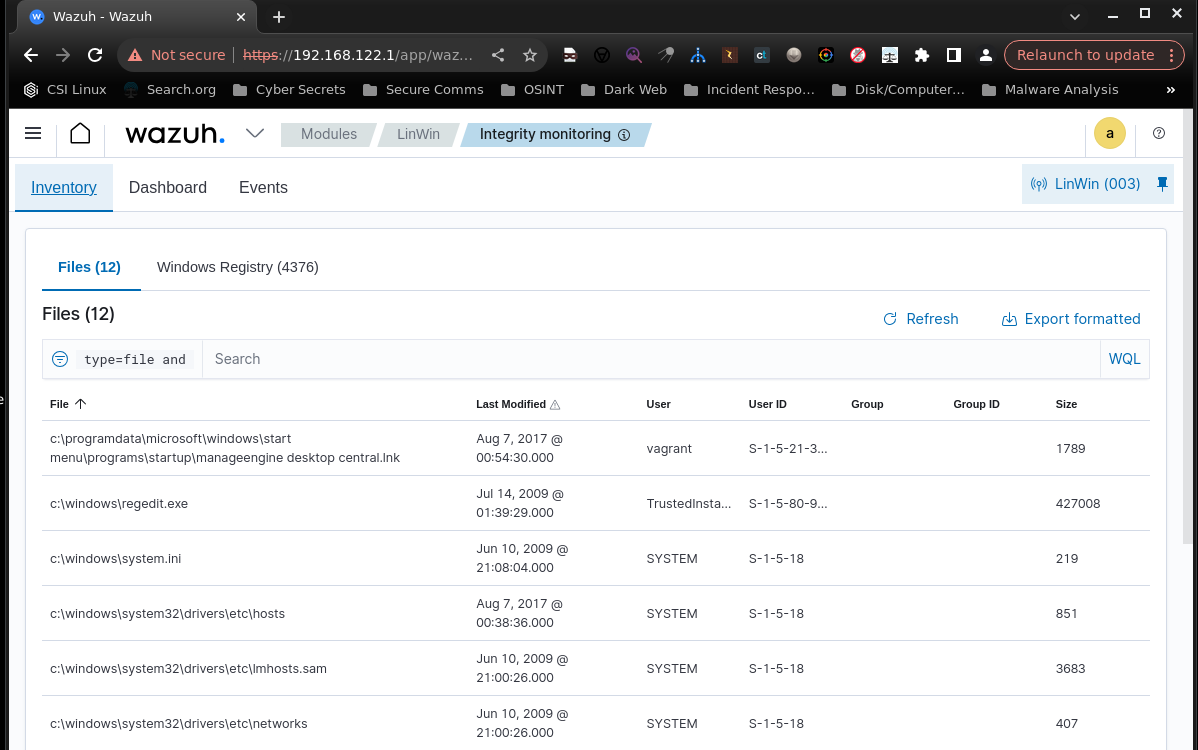 Wazuh - Wazuh
Not secure https://192.168.122.1/app/waz... Relaunch to update
CSI Linux Search.org Cyber Secrets Secure Comms OSINT Dark Web Incident Respo... Disk/Computer... Malware Analysis »
wazuh. Modules LinWin Integrity monitoring a
Inventory Dashboard Events LinWin (003)
Files (12) Windows Registry (4376)
Files (12) Refresh Export formatted
type=file and Search WQL
File Last Modified User User ID Group Group ID Size
c:\programdata\microsoft\windows\start Aug 7, 2017 @
menu\programs\startup\manageengine desktop central.lnk 00:54:30.000 vagrant S-1-5-21-3... 1789
c:\windows\regedit.exe Jul 14, 2009 @ TrustedInsta... S-1-5-80-9... 427008
01:39:29.000
c:\windows\system.ini Jun 10, 2009 @ SYSTEM S-1-5-18 219
21:08:04.000
c:\windows\system32\drivers\etc\hosts Aug 7, 2017 @ SYSTEM S-1-5-18 851
00:38:36.000
c:\windows\system32\drivers\etc\lmhosts.sam Jun 10, 2009 @ SYSTEM S-1-5-18 3683
21:00:26.000
c:\windows\system32\drivers\etc\networks Jun 10, 2009 @ SYSTEM S-1-5-18 407
21:00:26.000